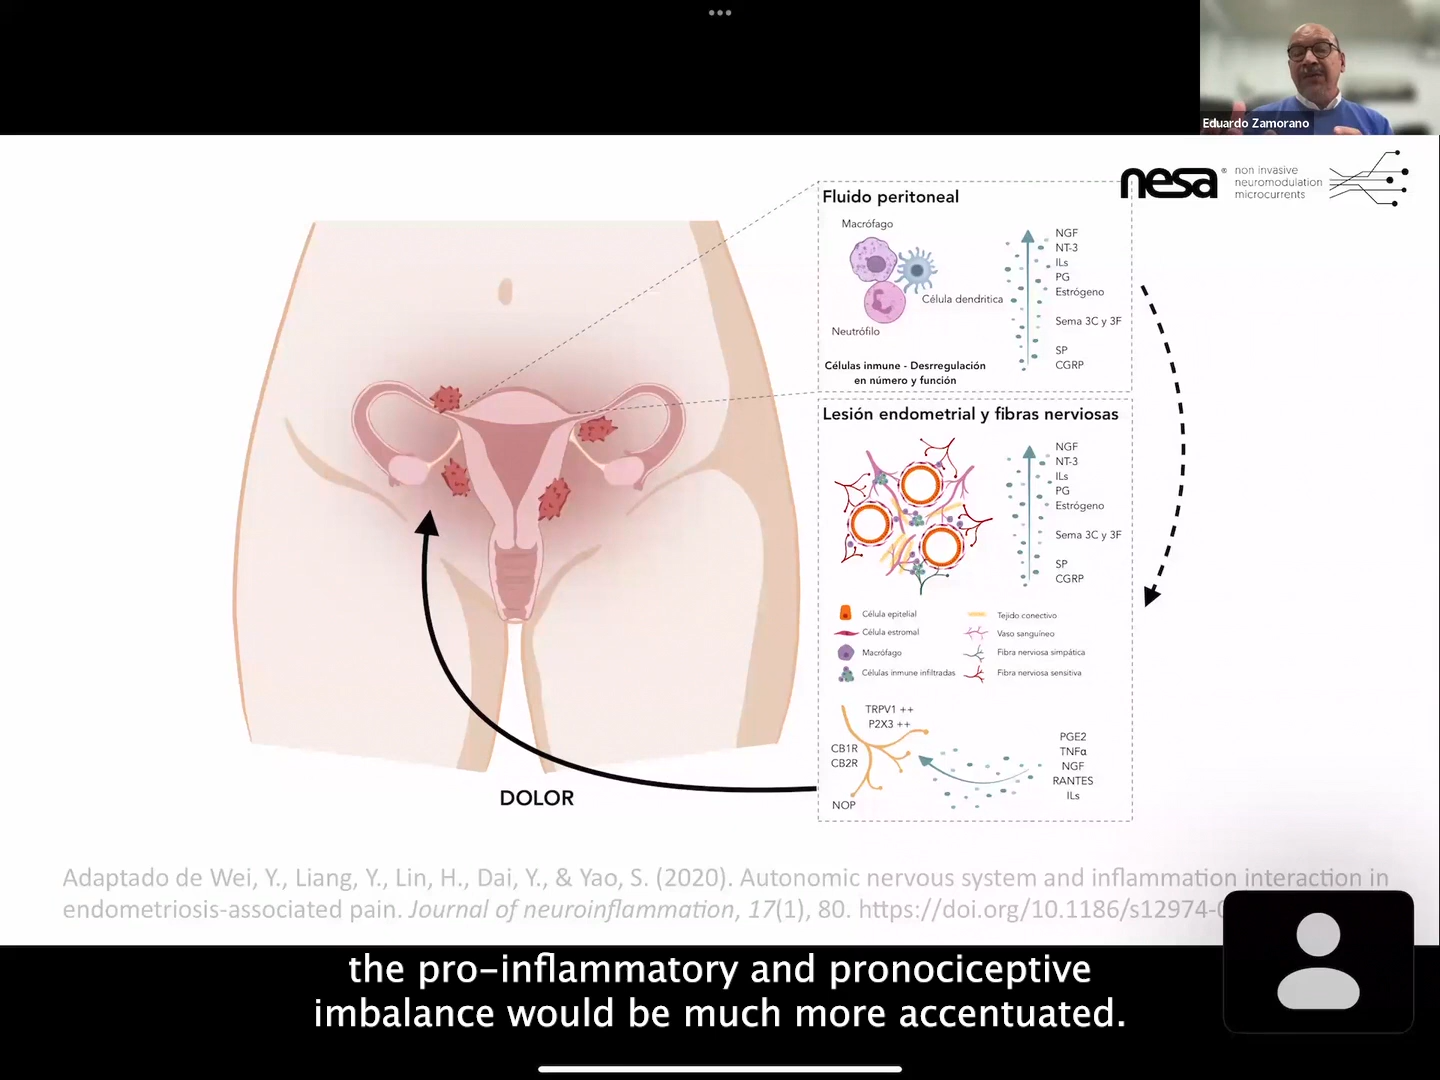 Eduardo Zamorano
nesa®
non invasive
neuromodulation
microcurrents
Fluido peritoneal
Macrófago
Célula dendrítica
Neutrófilo
Células inmune - Desrregulación
en número y función
NGF
NT-3
ILs
PG
Estrógeno
Sema 3C y 3F
SP
CGRP
Lesión endometrial y fibras nerviosas
NGF
NT-3
ILs
PG
Estrógeno
Sema 3C y 3F
SP
CGRP
Célula epitelial
Célula estromal
Macrófago
Células inmune infiltradas
Tejido conectivo
Vaso sanguíneo
Fibra nerviosa simpática
Fibra nerviosa sensitiva
TRPV1 ++
P2X3 ++
CB1R
CB2R
NOP
PGE2
TNFα
NGF
RANTES
ILs
DOLOR
Adaptado de Wei, Y., Liang, Y., Lin, H., Dai, Y., & Yao, S. (2020). Autonomic nervous system and inflammation interaction in
endometriosis-associated pain. Journal of neuroinflammation, 17(1), 80. https://doi.org/10.1186/s12974-
the pro-inflammatory and pronociceptive
imbalance would be much more accentuated.